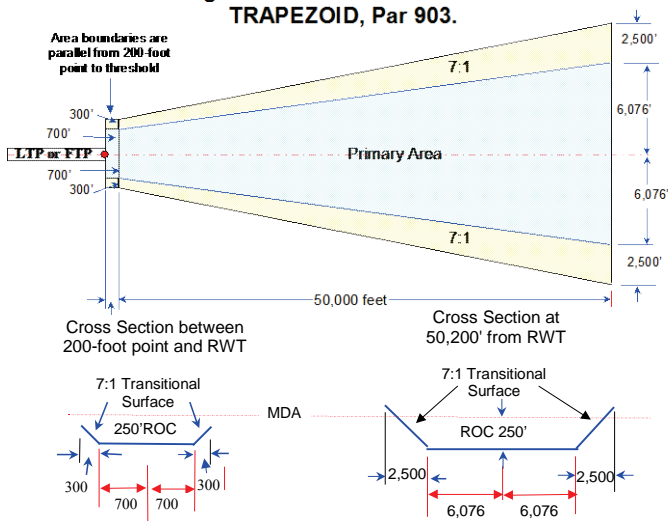 TRAPEZOID, Par 903.
Area boundaries are
parallel from 200-foot
point to threshold
2,500'
7:1
300'
6,076'
700'
LTP or FTP
Primary Area
700'
300'
6,076'
7:1
2,500'
50,000 feet
Cross Section between
200-foot point and RWT
Cross Section at
50,200' from RWT
7:1 Transitional
Surface
7:1 Transitional
Surface
MDA
250'ROC
ROC 250'
300
300
700
700
2,500
2,500
6,076
6,076